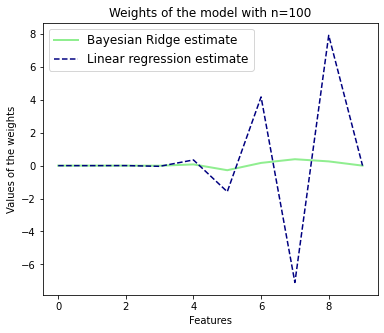 Weights of the model with n=100
Bayesian Ridge estimate
Linear regression estimate
Values of the weights
8
6
4
2
0
−2
−4
−6
0 2 4 6 8
Features